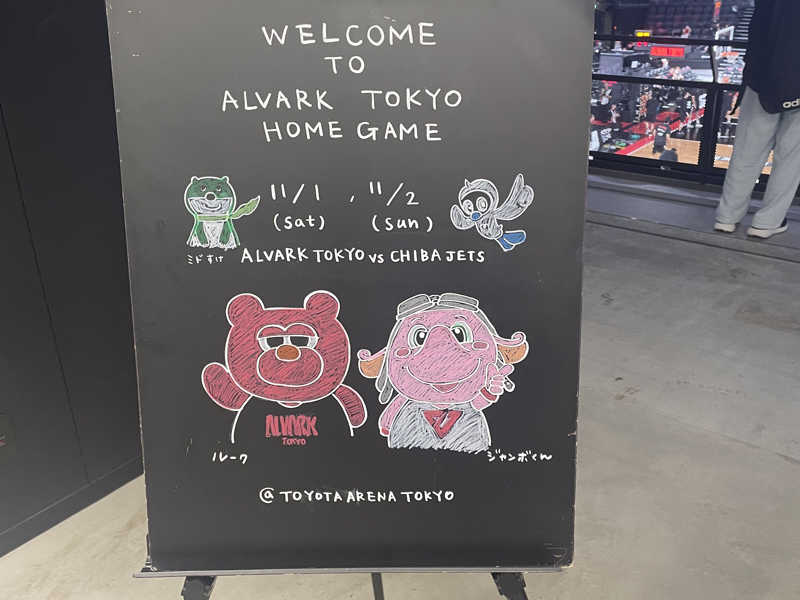 WELCOME
TO
ALVARK TOKYO
HOME GAME
11/1 , 11/2
(sat) (sun)
ミドすけ
ALVARK TOKYO vs CHIBA JETS
ALVARK
TOKYO
ルーク
ジャンボくん
@ TOYOTA ARENA TOKYO